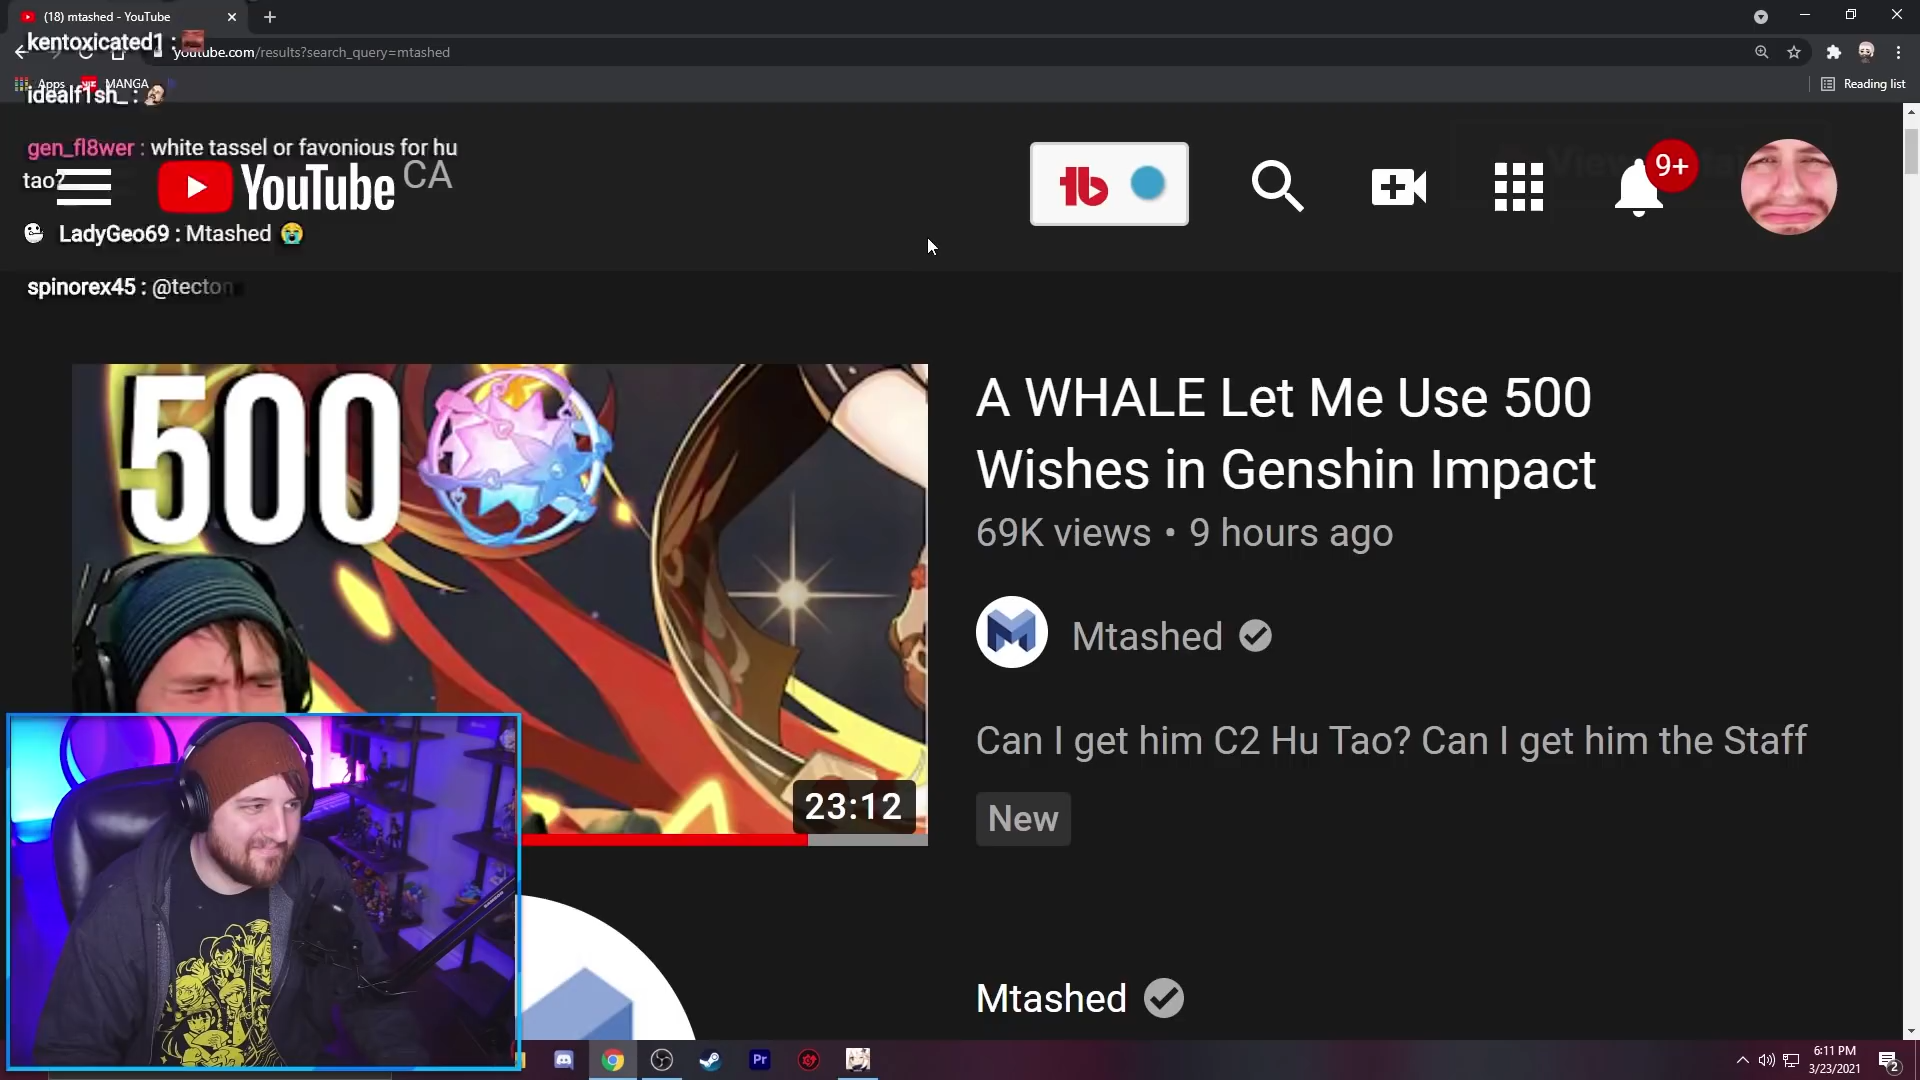 (18) mtashed - YouTube
kentoxicated1 :
youtube.com/results?search_query=mtashed
Apps
MANGA
Reading list
idealf1sh_ :
gen_fl8wer : white tassel or favonious for hu
tao?
YouTube CA
9+
LadyGeo69 : Mtashed 😭
spinorex45 : @tecto
500
23:12
A WHALE Let Me Use 500
Wishes in Genshin Impact
69K views • 9 hours ago
Mtashed
Can I get him C2 Hu Tao? Can I get him the Staff
New
Mtashed
Pr
6:11 PM
3/23/2021
2